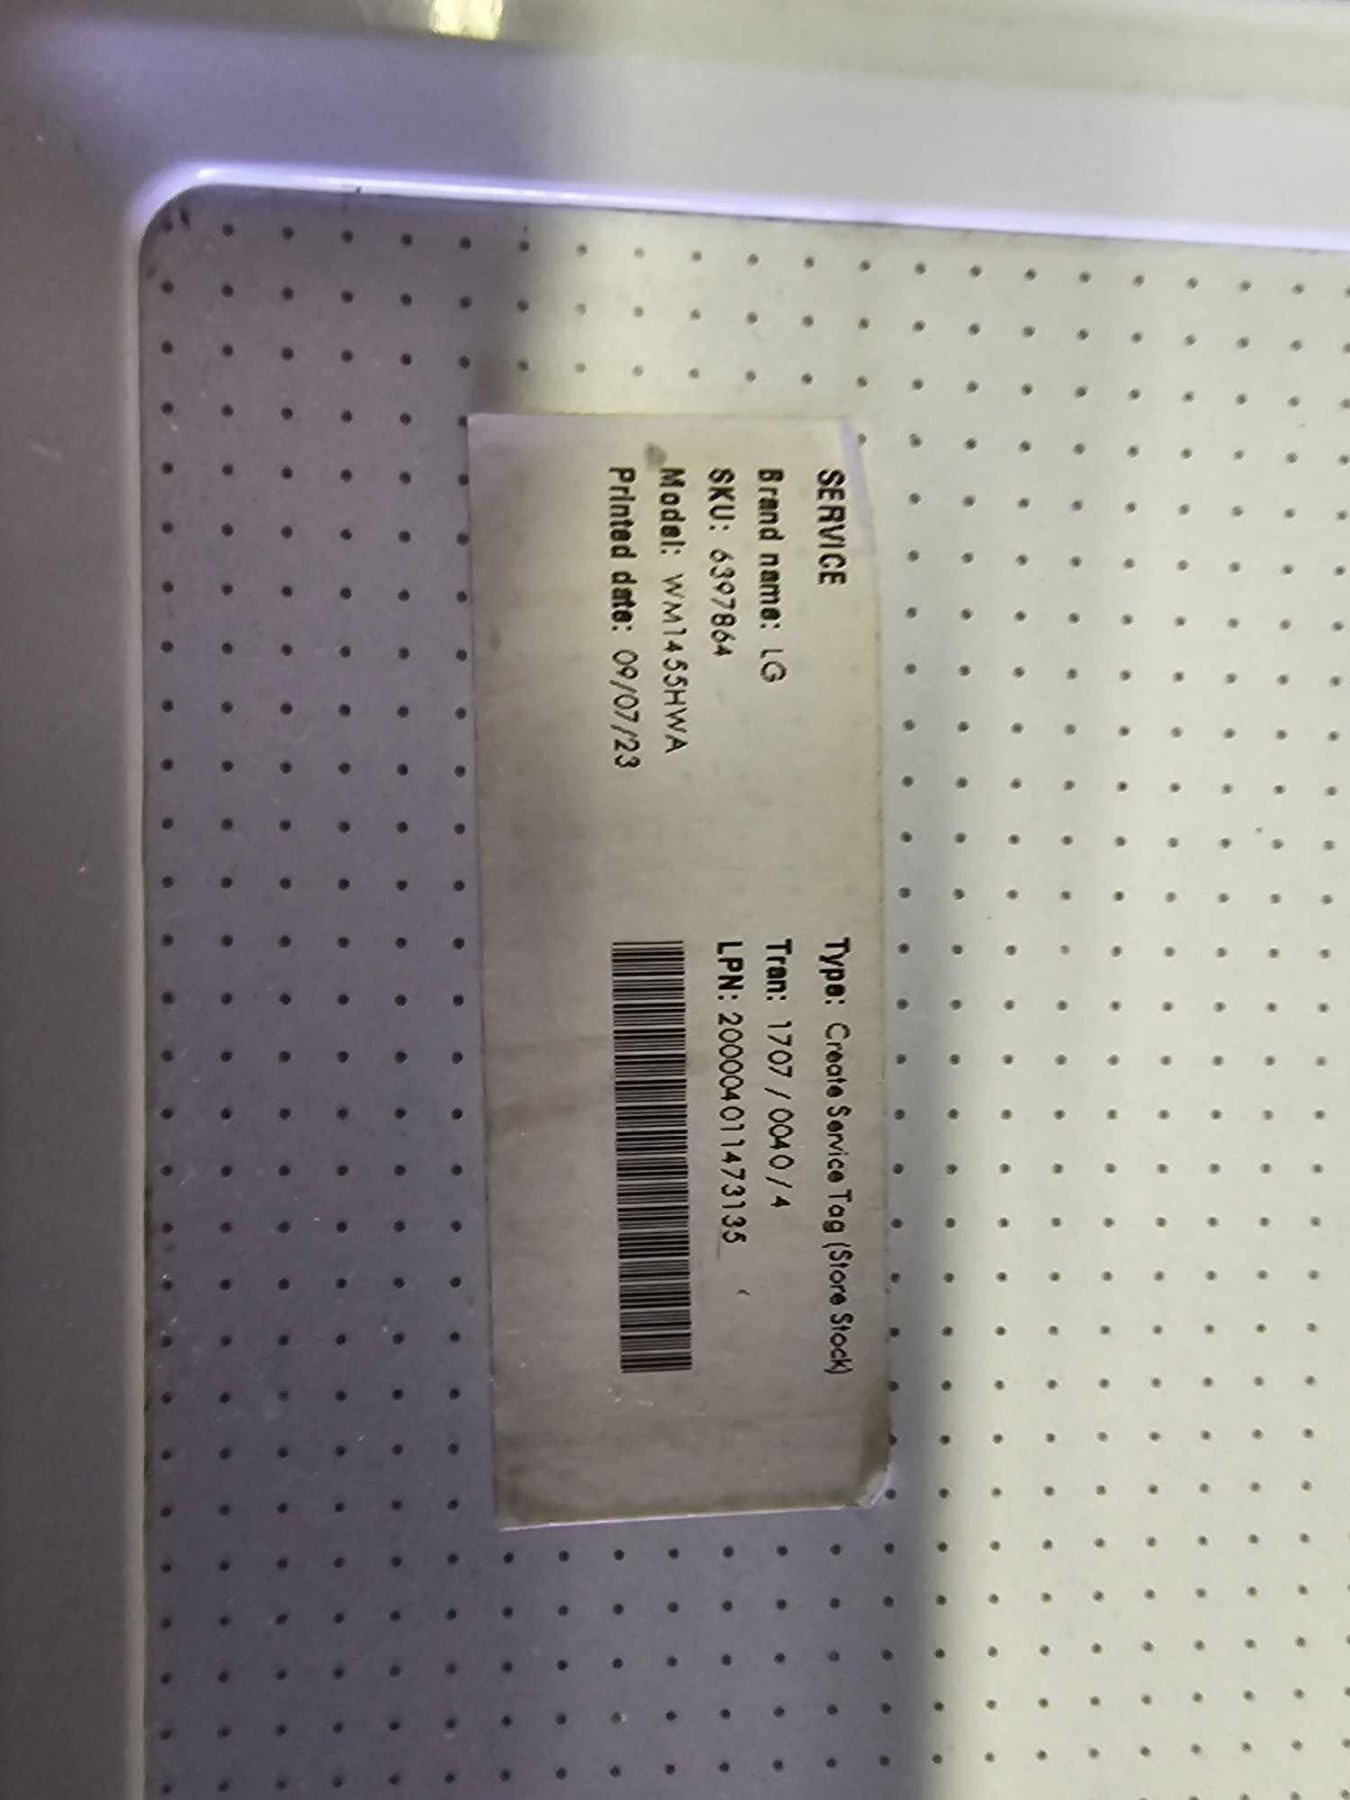 SERVICE
Brand name: LG
SKU: 6397864
Model: WM1455HWA
Printed date: 09/07/23
Type: Create Service Tag (Store Stock)
Tran: 1707 / 0040 / 4
LPN: 200004011473135